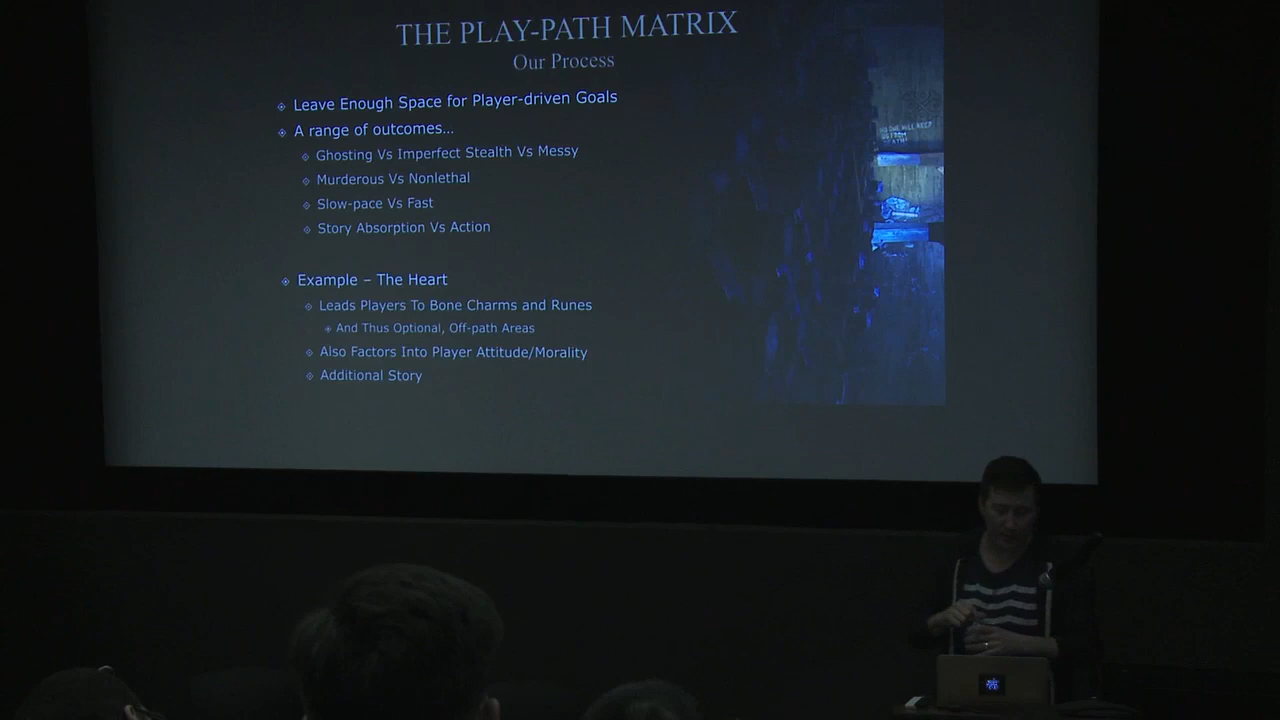 THE PLAY-PATH MATRIX
Our Process
Leave Enough Space for Player-driven Goals
A range of outcomes...
Ghosting Vs Imperfect Stealth Vs Messy
Murderous Vs Nonlethal
Slow-pace Vs Fast
Story Absorption Vs Action
Example – The Heart
Leads Players To Bone Charms and Runes
And Thus Optional, Off-path Areas
Also Factors Into Player Attitude/Morality
Additional Story